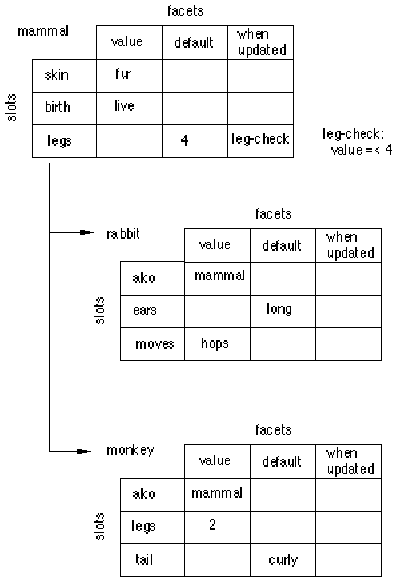 facets
mammal
value default when updated
slots
skin fur
birth live
legs 4 leg-check
leg-check:
value =< 4
facets
rabbit
value default when updated
slots
ako mammal
ears long
moves hops
facets
monkey
value default when updated
slots
ako mammal
legs 2
tail curly